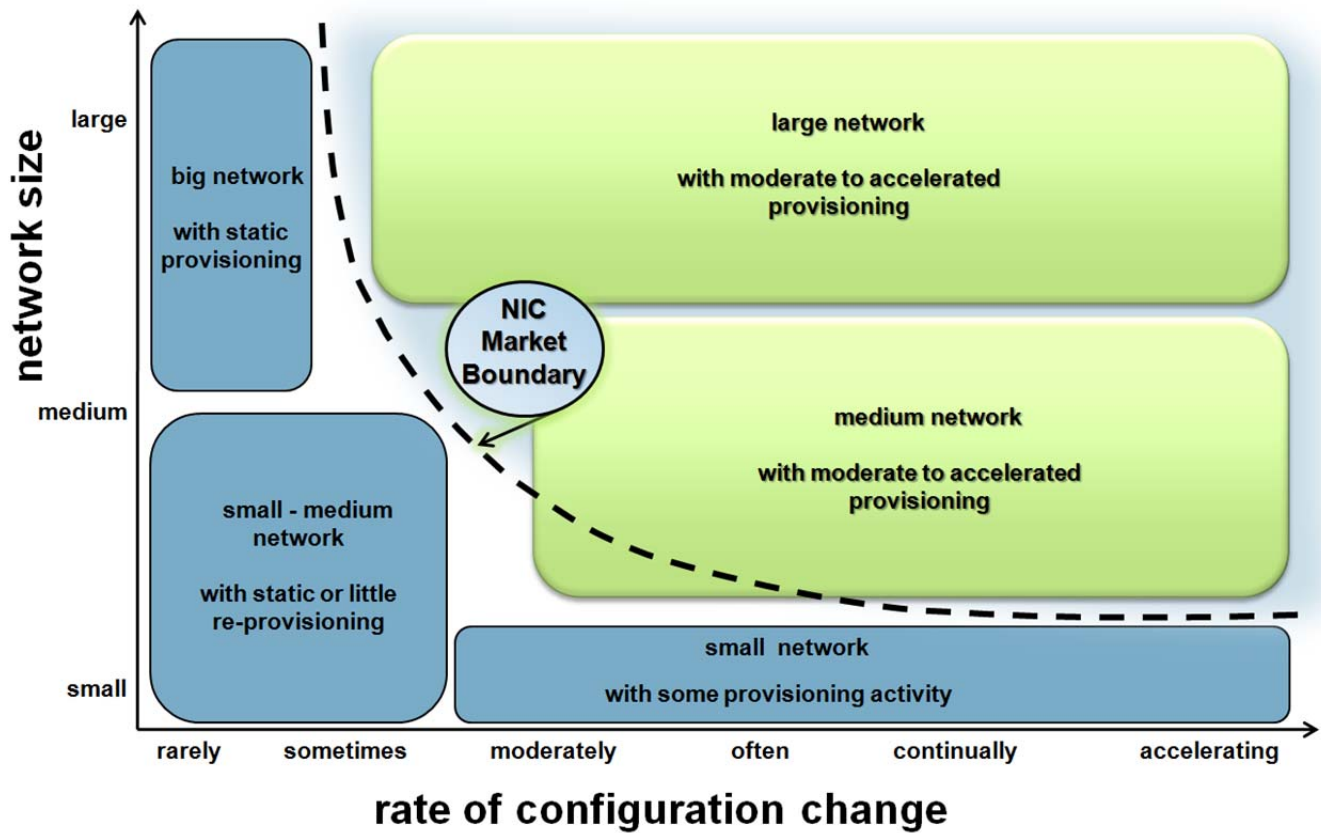 network size
large
medium
small
big network
with static
provisioning
large network
with moderate to accelerated
provisioning
NIC
Market
Boundary
medium network
with moderate to accelerated
provisioning
small - medium
network
with static or little
re-provisioning
small network
with some provisioning activity
rarely sometimes moderately often continually accelerating
rate of configuration change